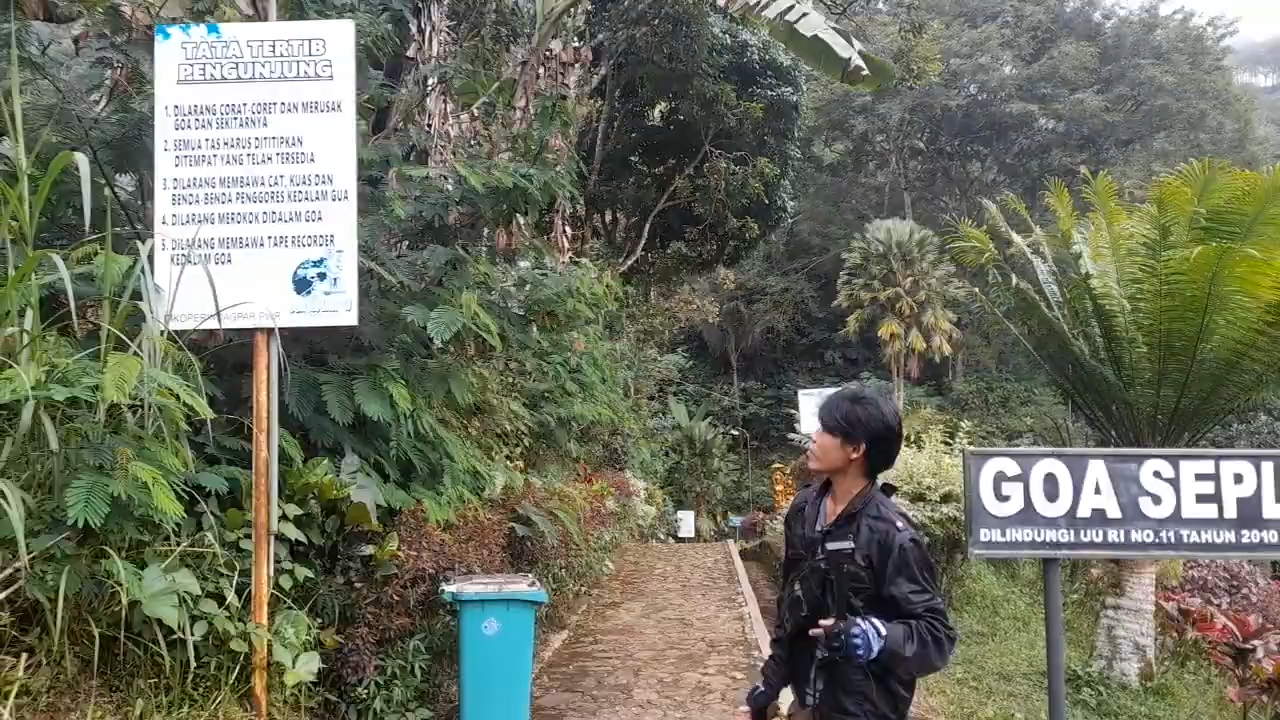 TATA TERTIB
PENGUNJUNG
1. DILARANG CORAT-CORET DAN MERUSAK
GOA DAN SEKITARNYA
2. SEMUA TAS HARUS DITITIPKAN
DITEMPAT YANG TELAH TERSEDIA
3. DILARANG MEMBAWA CAT, KUAS DAN
BENDA-BENDA PENGGORES KEDALAM GUA
4. DILARANG MEROKOK DIDALAM GOA
5. DILARANG MEMBAWA TAPE RECORDER
KEDALAM GOA
GOA SEPL
DILINDUNGI UU RI NO.11 TAHUN 2010